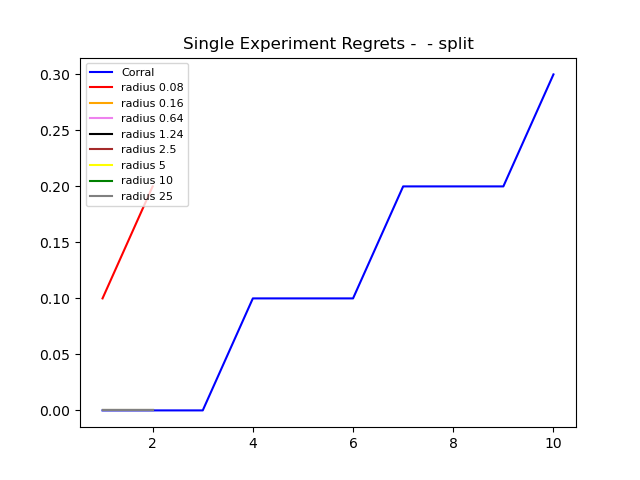 Single Experiment Regrets -  - split
Corral
radius 0.08
radius 0.16
radius 0.64
radius 1.24
radius 2.5
radius 5
radius 10
radius 25
0.30
0.25
0.20
0.15
0.10
0.05
0.00
2 4 6 8 10